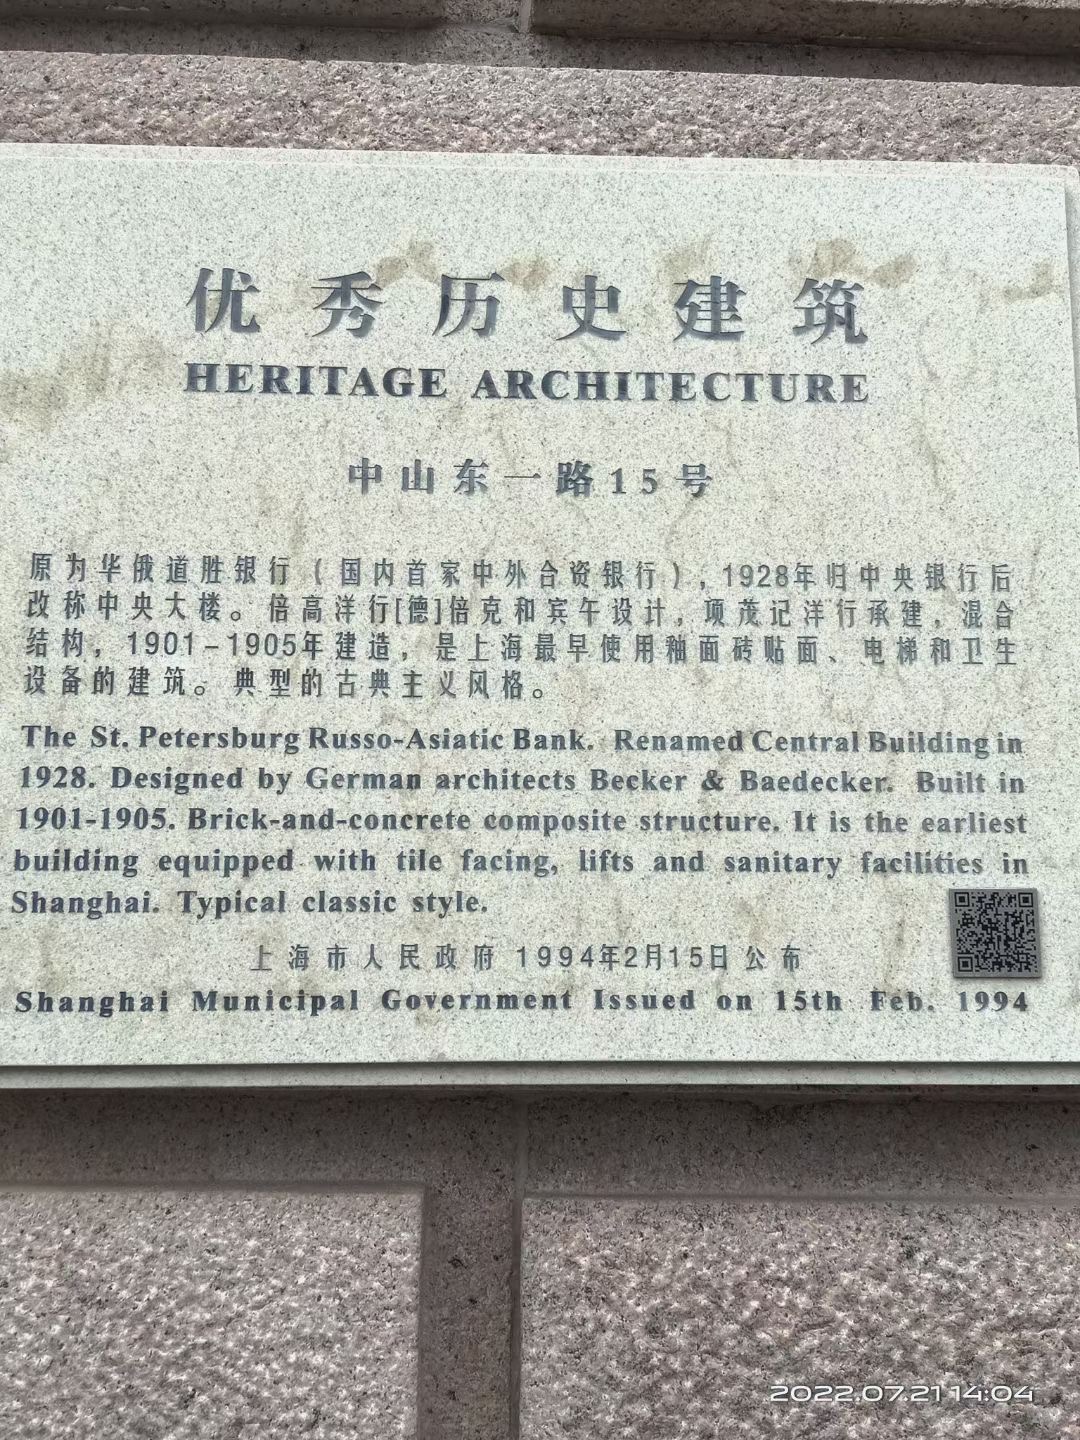 优秀历史建筑
HERITAGE ARCHITECTURE
中山东一路15号
原为华俄道胜银行（国内首家中外合资银行），1928年归中央银行后
改称中央大楼。倍高洋行[德]倍克和宾午设计，项茂记洋行承建，混合
结构，1901-1905年建造，是上海最早使用釉面砖贴面、电梯和卫生
设备的建筑。典型的古典主义风格。
The St. Petersburg Russo-Asiatic Bank. Renamed Central Building in
1928. Designed by German architects Becker & Baedecker. Built in
1901-1905. Brick-and-concrete composite structure. It is the earliest
building equipped with tile facing, lifts and sanitary facilities in
Shanghai. Typical classic style.
上海市人民政府 1994年2月15日公布
Shanghai Municipal Government Issued on 15th Feb. 1994
2022.07.21 14:04